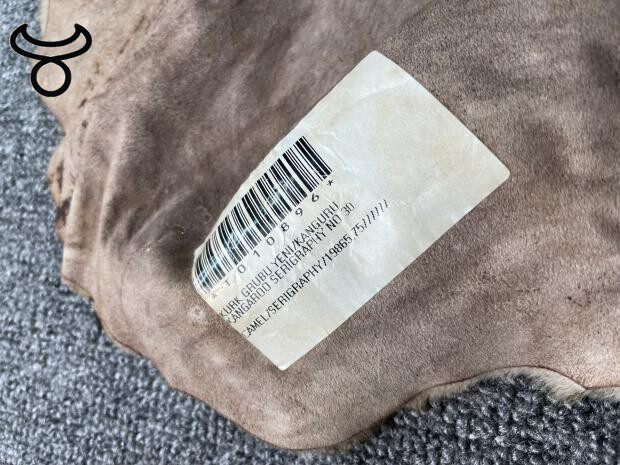 *1010896*
KURK GRUBU YENI/KANGURU
KANGAROO SERIGRAPHY NO 30
CAMEL/SERIGRAPHY/19865,75//////